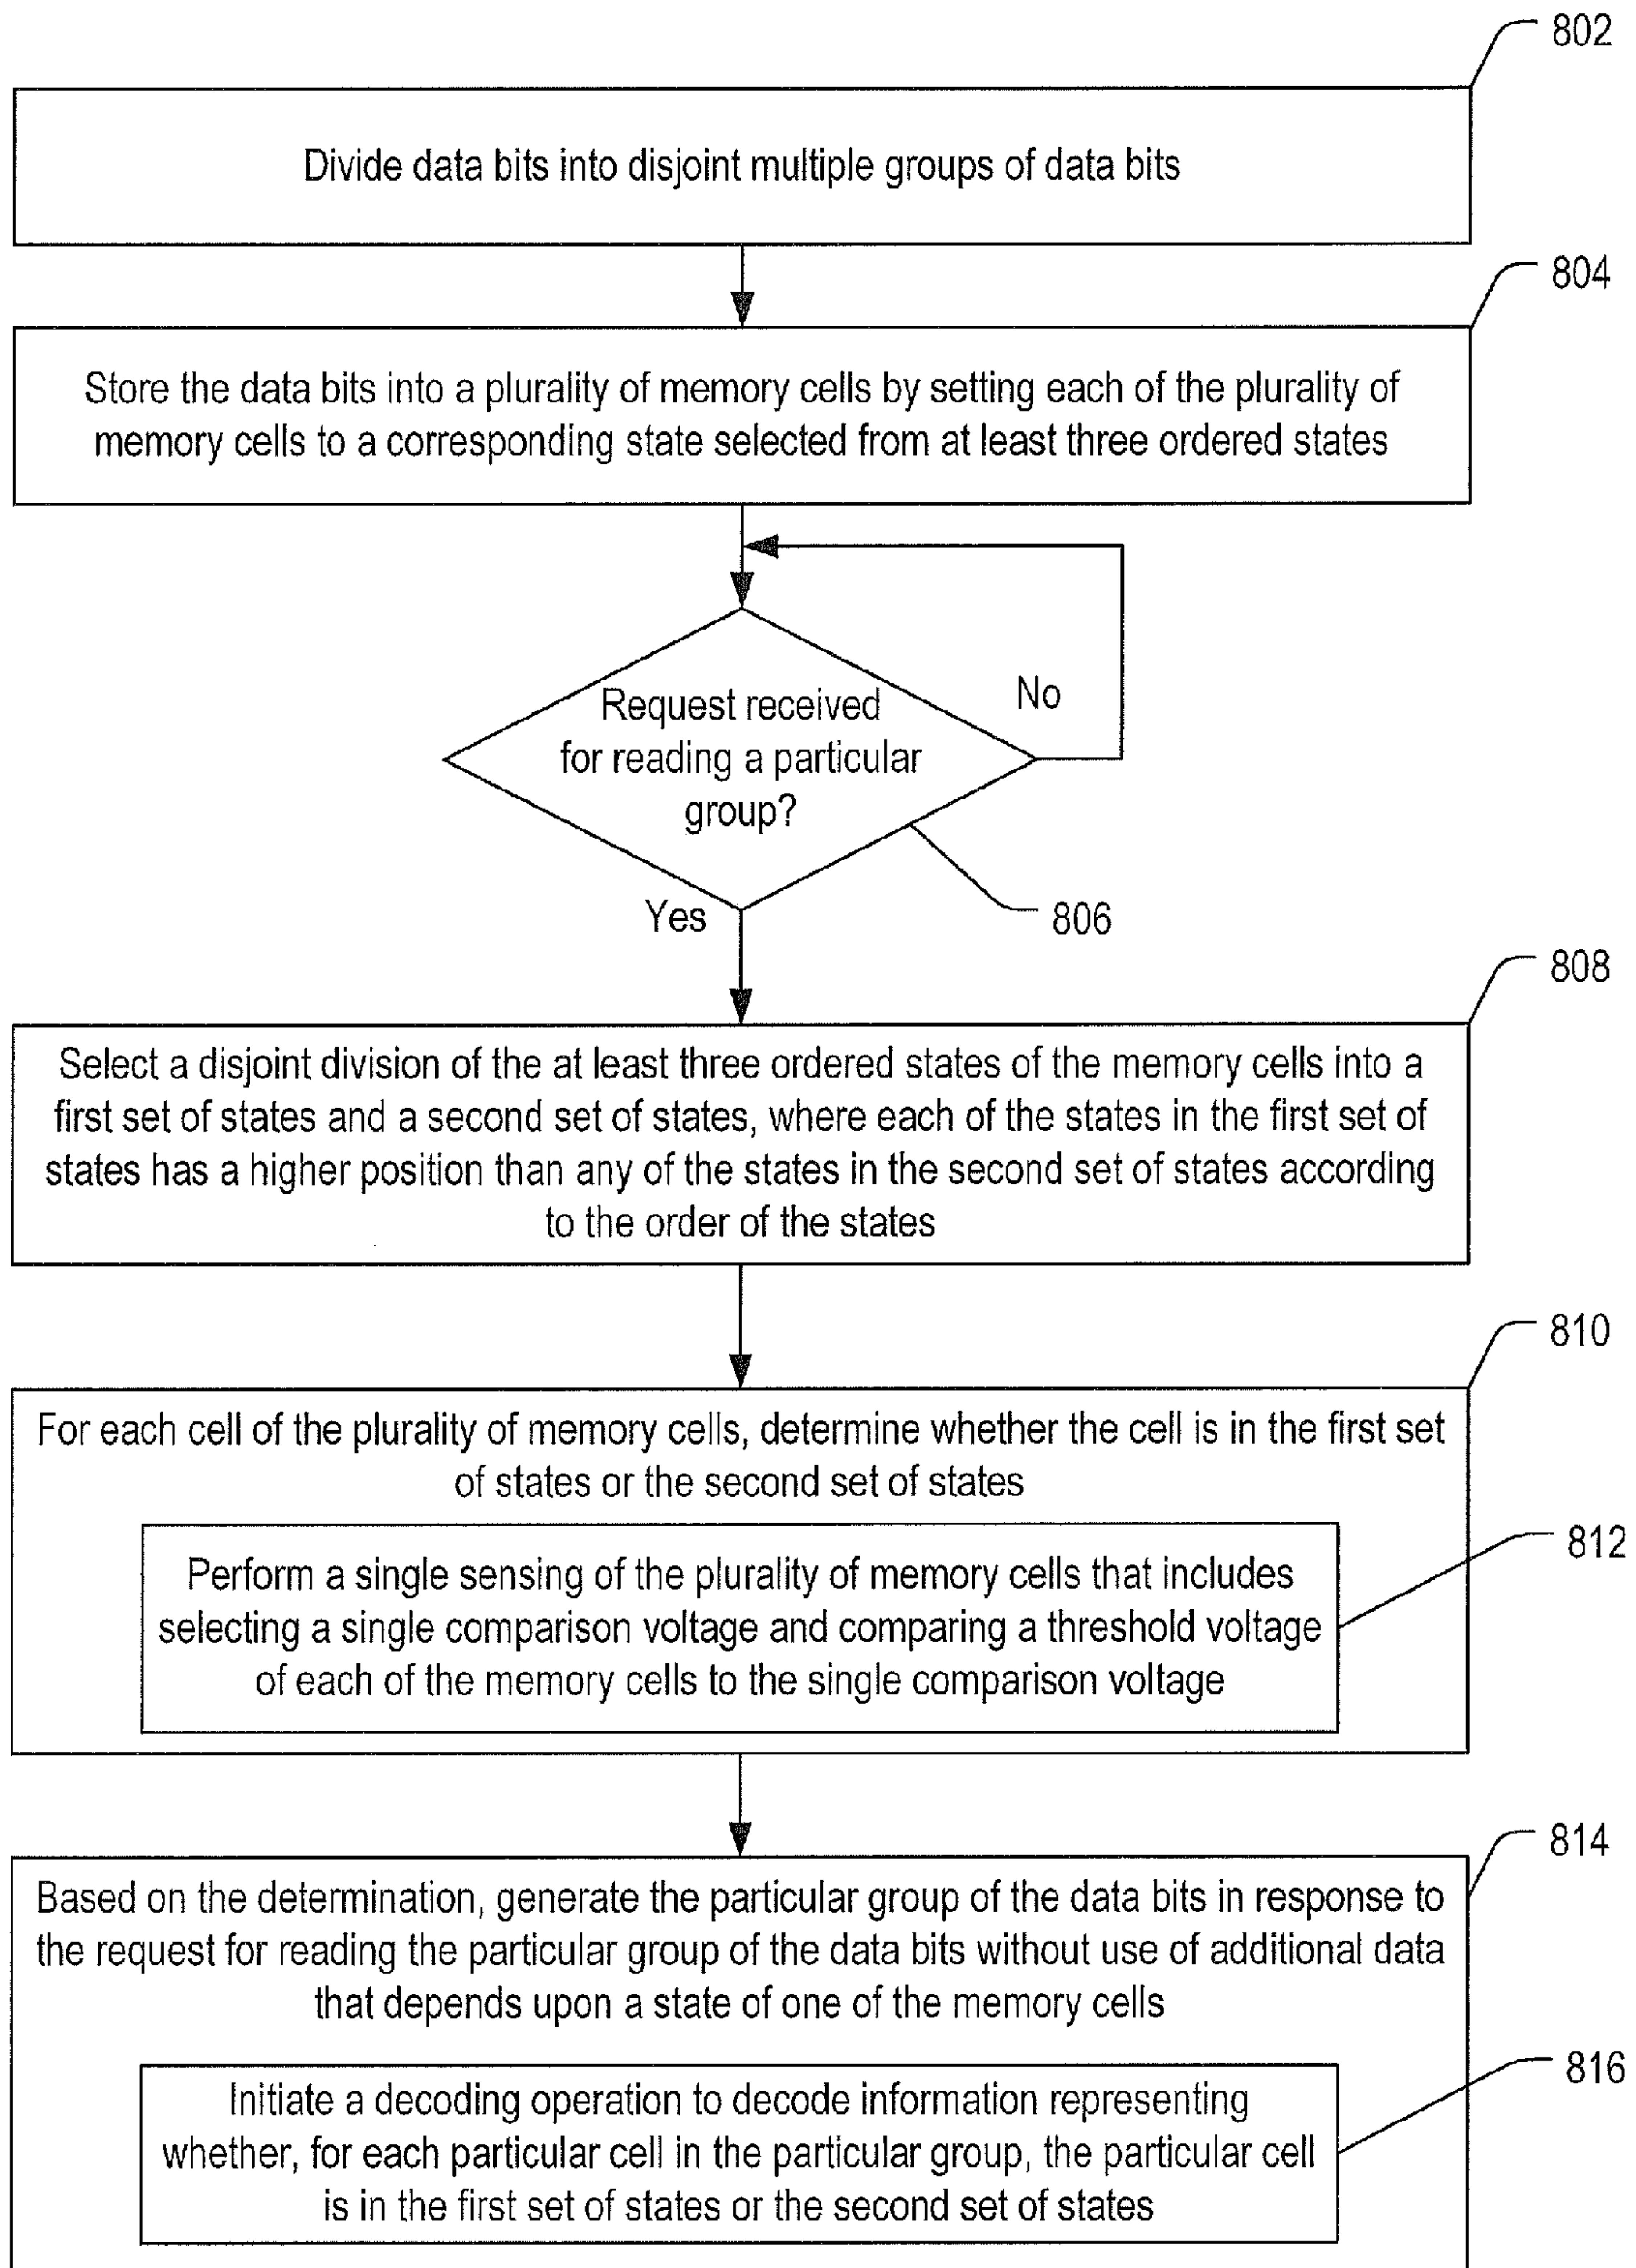 802
Divide data bits into disjoint multiple groups of data bits
804
Store the data bits into a plurality of memory cells by setting each of the plurality of
memory cells to a corresponding state selected from at least three ordered states
No
Request received
for reading a particular
group?
Yes
806
808
Select a disjoint division of the at least three ordered states of the memory cells into a
first set of states and a second set of states, where each of the states in the first set of
states has a higher position than any of the states in the second set of states according
to the order of the states
810
For each cell of the plurality of memory cells, determine whether the cell is in the first set
of states or the second set of states
812
Perform a single sensing of the plurality of memory cells that includes
selecting a single comparison voltage and comparing a threshold voltage
of each of the memory cells to the single comparison voltage
814
Based on the determination, generate the particular group of the data bits in response to
the request for reading the particular group of the data bits without use of additional data
that depends upon a state of one of the memory cells
816
Initiate a decoding operation to decode information representing
whether, for each particular cell in the particular group, the particular cell
is in the first set of states or the second set of states